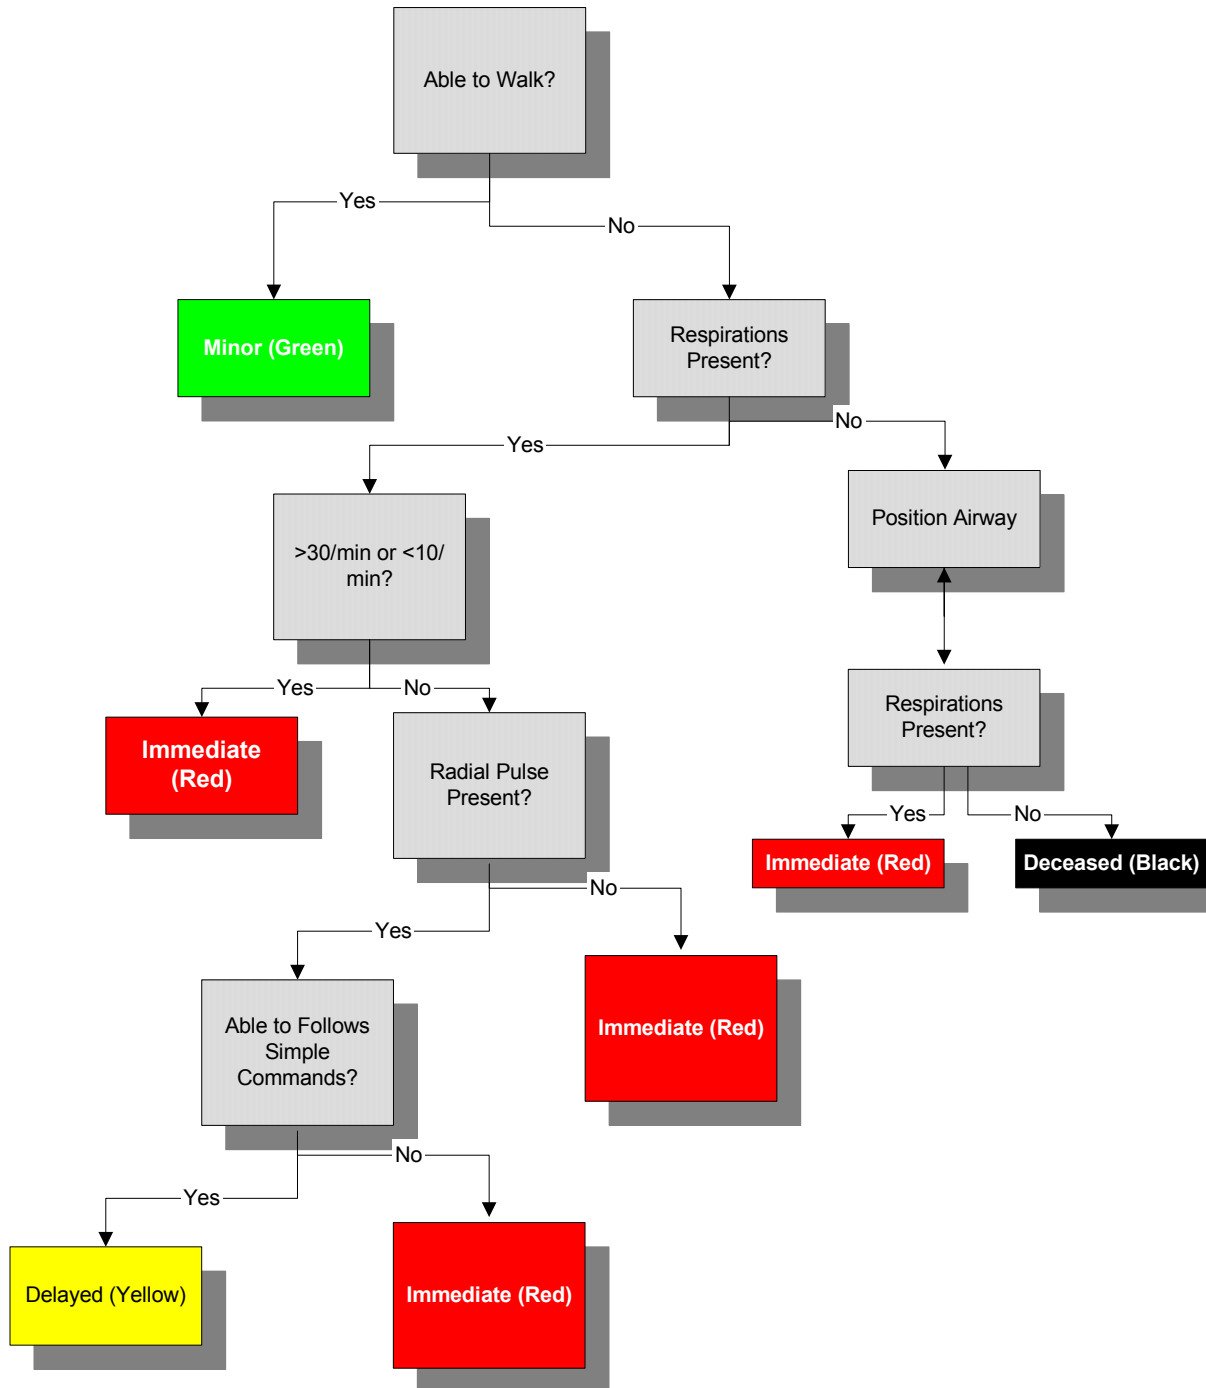 Able to Walk?
Yes
No
Minor (Green)
Respirations
Present?
Yes
No
>30/min or <10/
min?
Position Airway
Yes
No
Respirations
Present?
Immediate
(Red)
Radial Pulse
Present?
Yes
No
Immediate (Red)
Deceased (Black)
No
Yes
Able to Follows
Simple
Commands?
Immediate (Red)
No
Yes
Delayed (Yellow)
Immediate (Red)